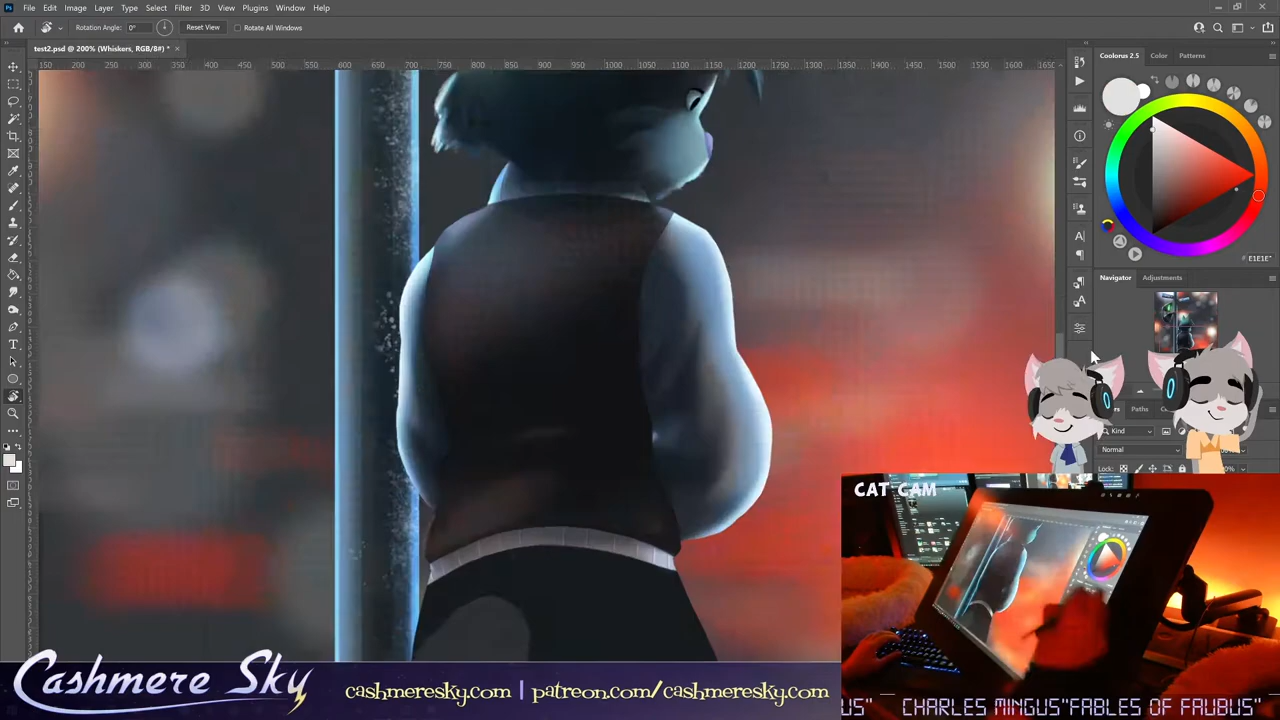 Ps File Edit Image Layer Type Select Filter 3D View Plugins Window Help
Rotation Angle: 0° Reset View Rotate All Windows
test2.psd @ 200% (Whiskers, RGB/8#) * ×
150 200 250 300 350 400 450 500 550 600 650 700 750 800 850 900 950 1000 1050 1100 1150 1200 1250 1300 1350 1400 1450 1500 1550 1600 1650
Coolorus 2.5 Color Patterns
# E1E1E1
Navigator Adjustments
Paths
Kind
Normal
Lock:
CAT CAM
Cashmere Sky
cashmeresky.com | patreon.com/cashmeresky.com
US" CHARLES MINGUS"FABLES OF FAUBUS"